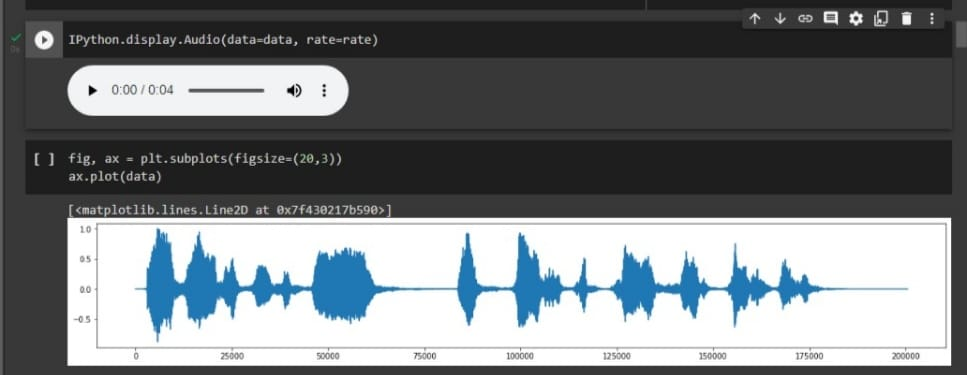 0s
IPython.display.Audio(data=data, rate=rate)
0:00 / 0:04
[ ] fig, ax = plt.subplots(figsize=(20,3))
ax.plot(data)
[<matplotlib.lines.Line2D at 0x7f430217b590>]
1.0
0.5
0.0
−0.5
0 25000 50000 75000 100000 125000 150000 175000 200000